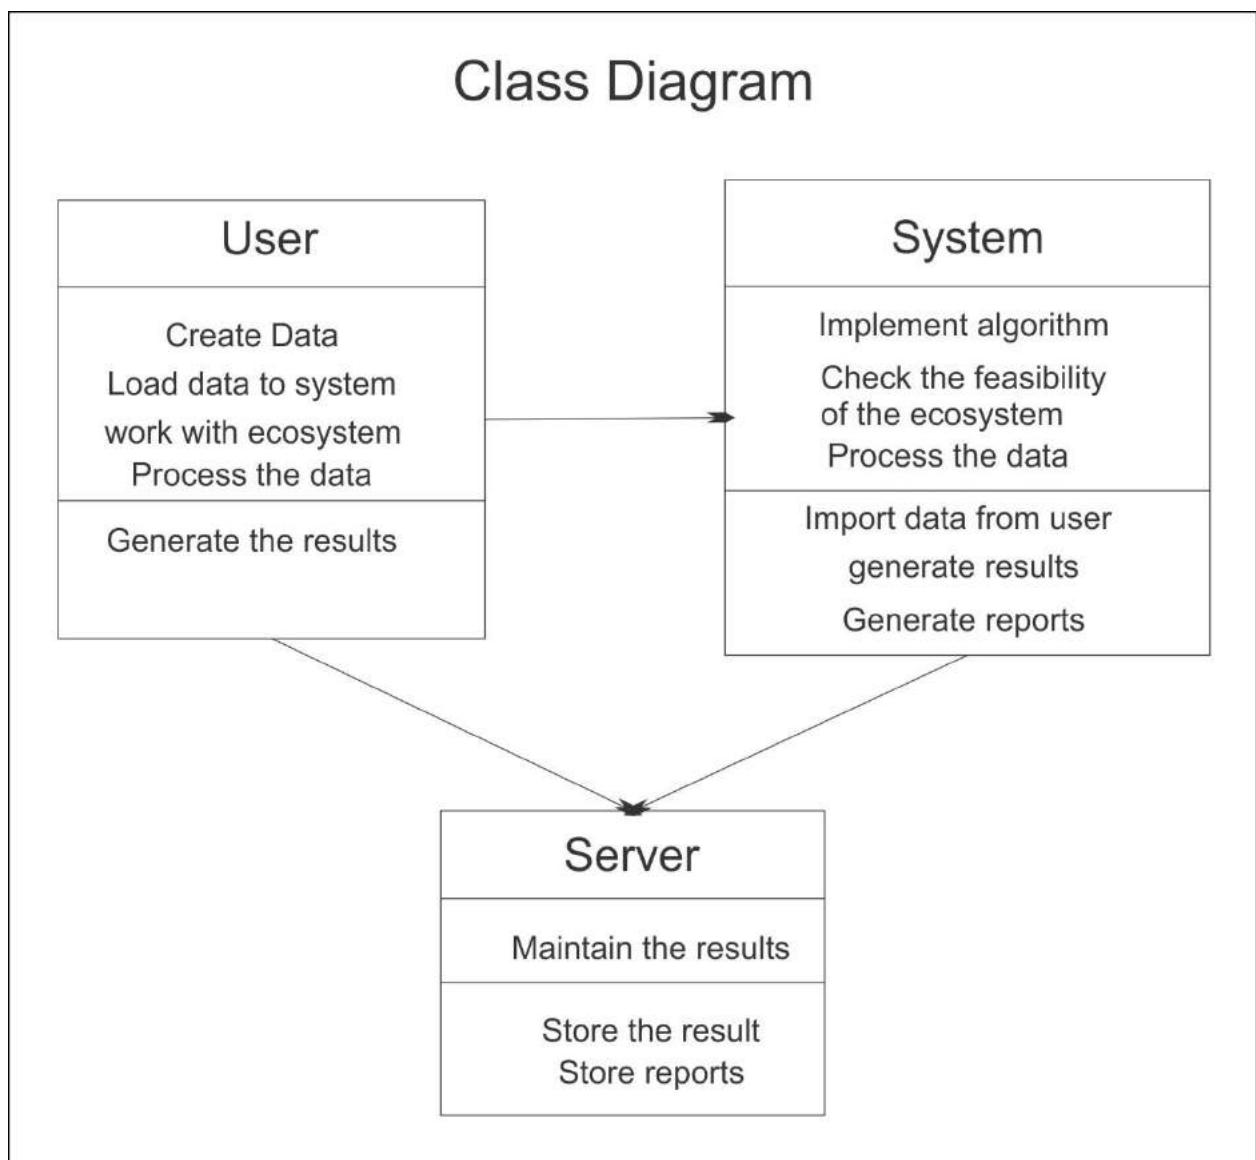 Class Diagram
User
Create Data
Load data to system
work with ecosystem
Process the data
Generate the results
System
Implement algorithm
Check the feasibility
of the ecosystem
Process the data
Import data from user
generate results
Generate reports
Server
Maintain the results
Store the result
Store reports